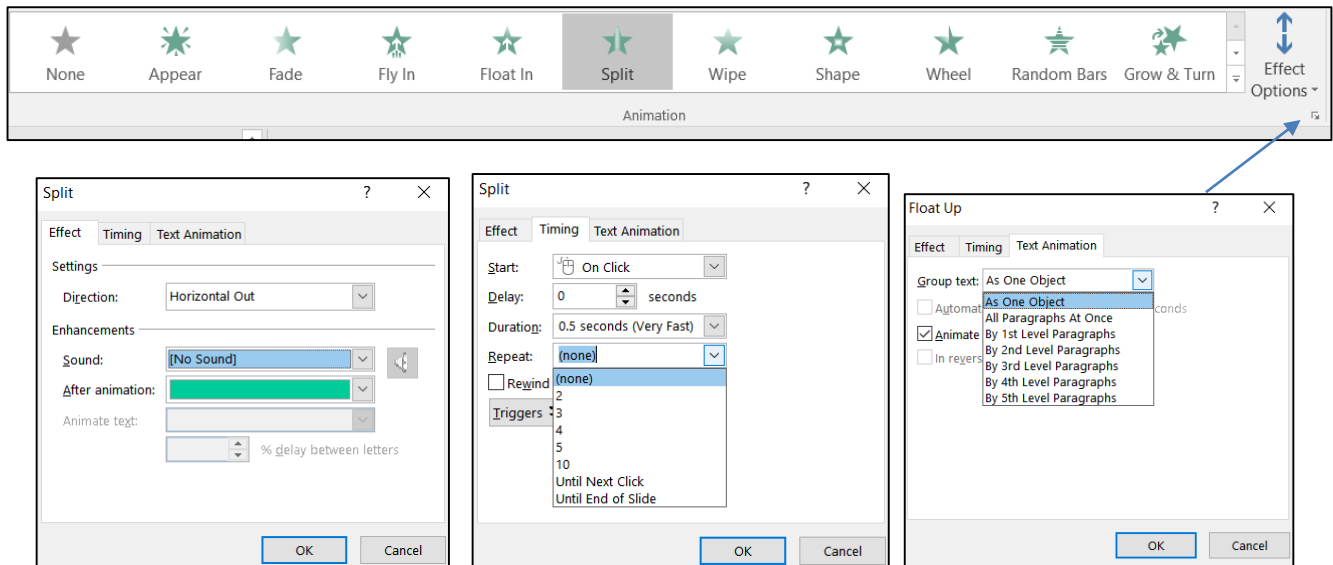 None Appear Fade Fly In Float In Split Wipe Shape Wheel Random Bars Grow & Turn
Effect
Options
Animation
Split ? ×
Effect Timing Text Animation
Settings
Direction: Horizontal Out
Enhancements
Sound: [No Sound]
After animation:
Animate text:
% delay between letters
OK Cancel
Split ? ×
Effect Timing Text Animation
Start: On Click
Delay: 0 seconds
Duration: 0.5 seconds (Very Fast)
Repeat: (none)
Rewind
Triggers
(none)
2
3
4
5
10
Until Next Click
Until End of Slide
OK Cancel
Float Up ? ×
Effect Timing Text Animation
Group text: As One Object
Animate
As One Object
All Paragraphs At Once
By 1st Level Paragraphs
By 2nd Level Paragraphs
By 3rd Level Paragraphs
By 4th Level Paragraphs
By 5th Level Paragraphs
OK Cancel